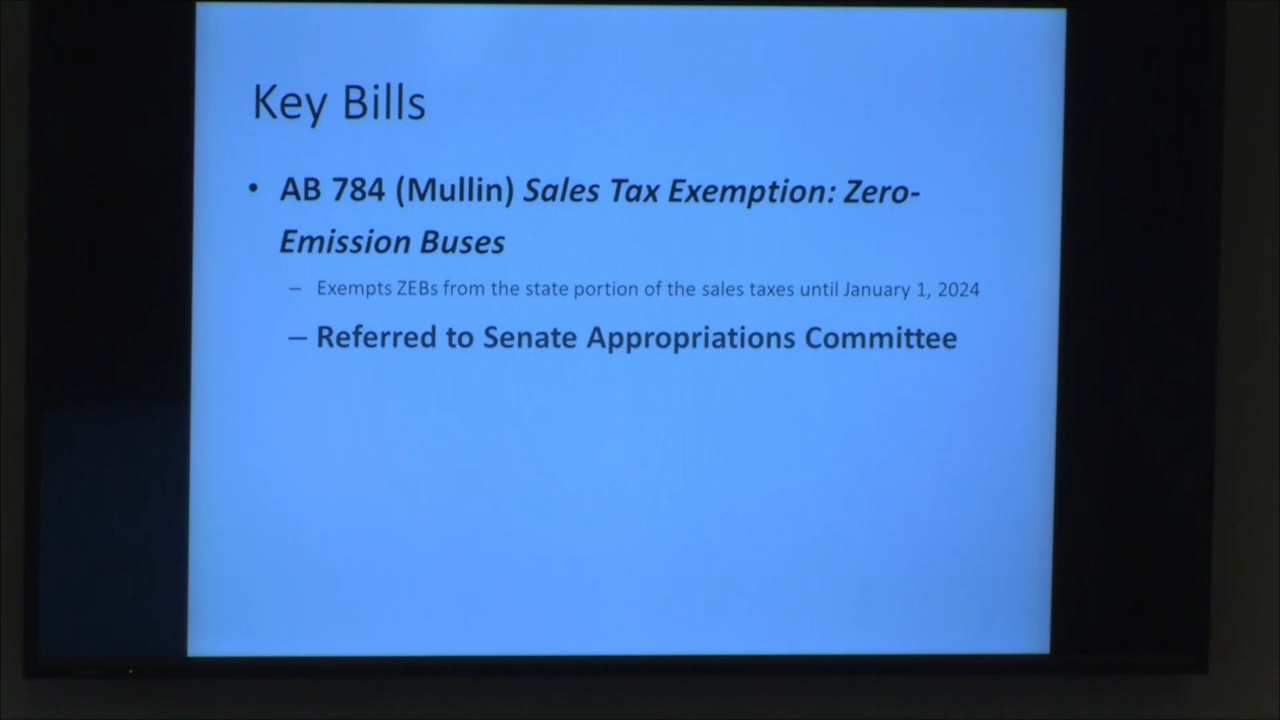 Key Bills
• AB 784 (Mullin) Sales Tax Exemption: Zero-
Emission Buses
– Exempts ZEBs from the state portion of the sales taxes until January 1, 2024
– Referred to Senate Appropriations Committee